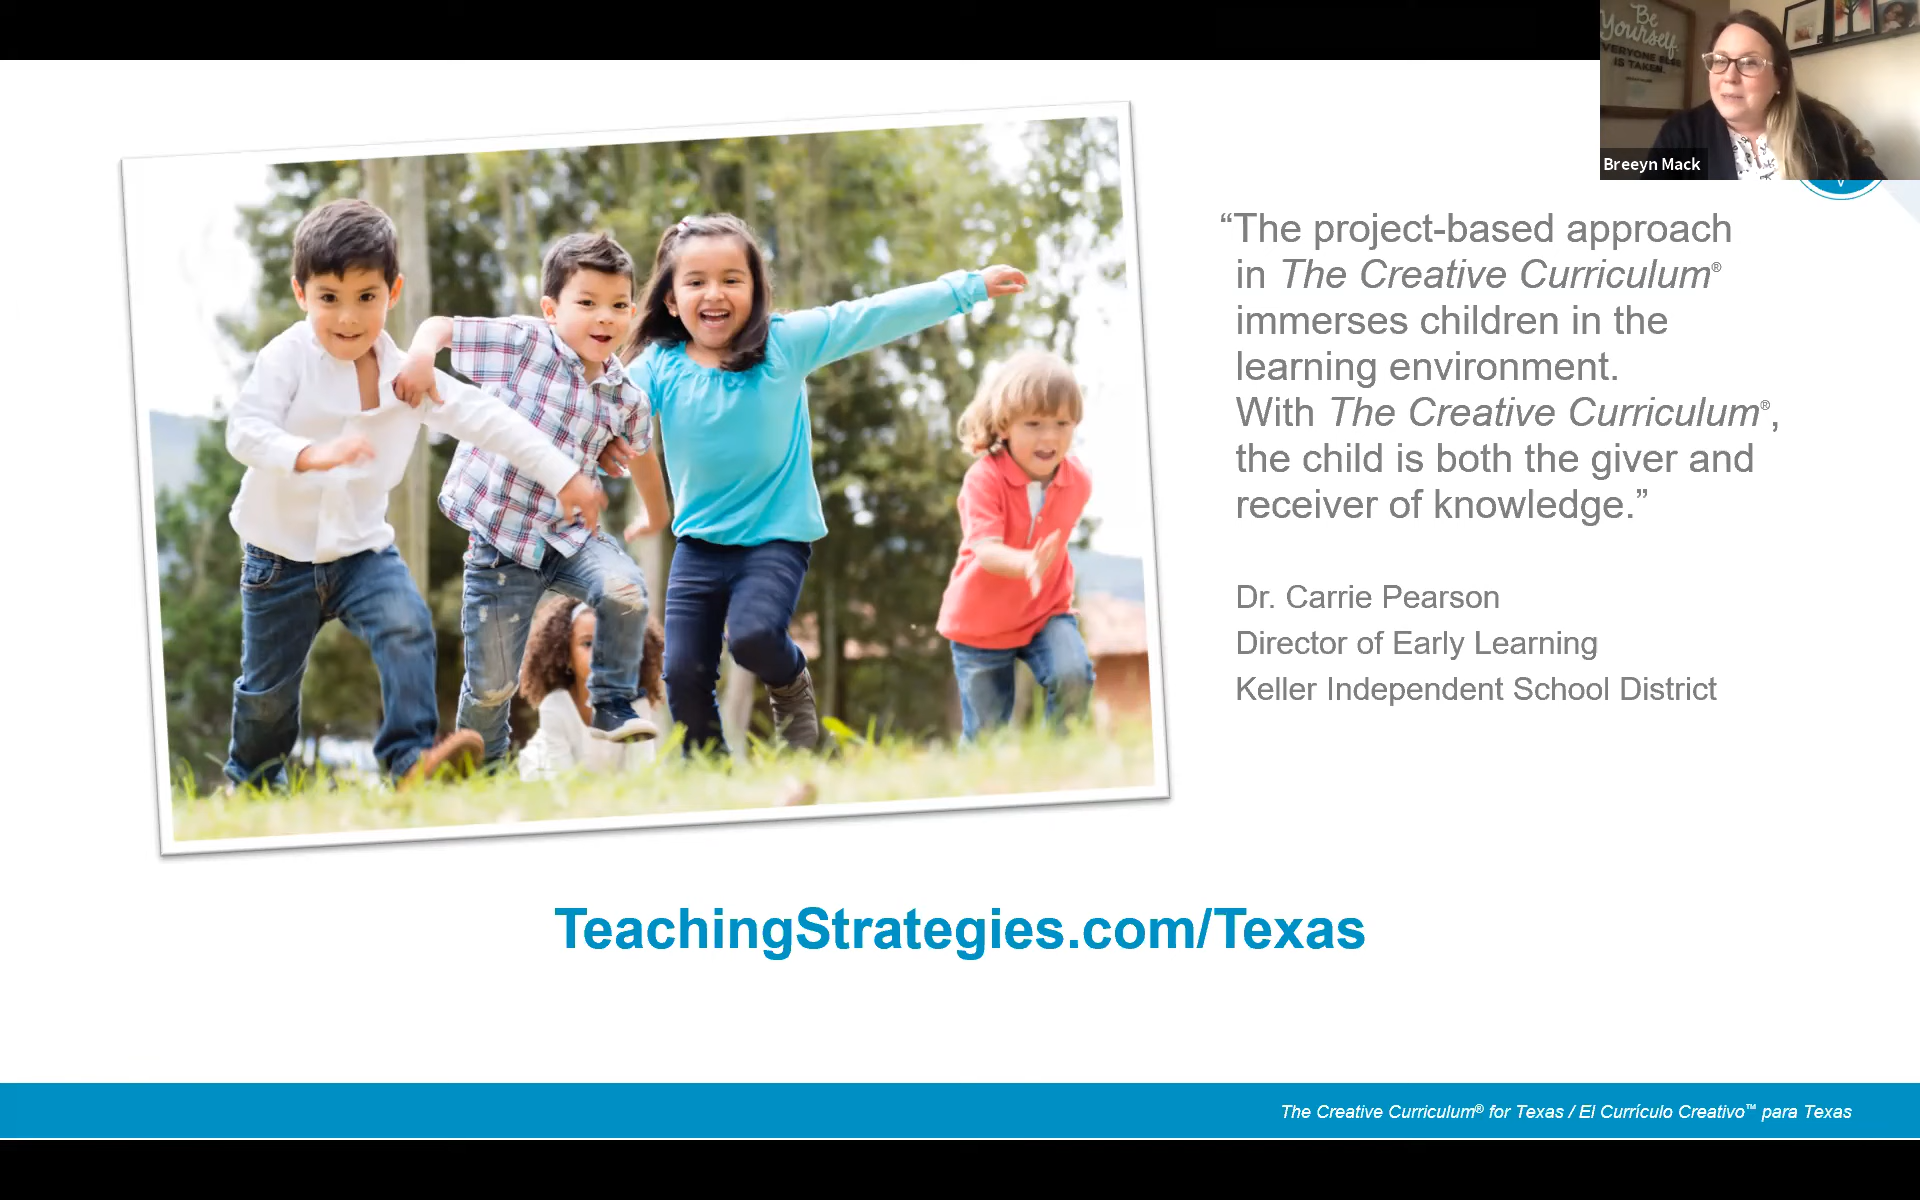 Be
Yourself.
EVERYONE ELSE
IS TAKEN.
Breeyn Mack
V
“The project-based approach
in The Creative Curriculum®
immerses children in the
learning environment.
With The Creative Curriculum®,
the child is both the giver and
receiver of knowledge.”
Dr. Carrie Pearson
Director of Early Learning
Keller Independent School District
TeachingStrategies.com/Texas
The Creative Curriculum® for Texas / El Currículo Creativo™ para Texas